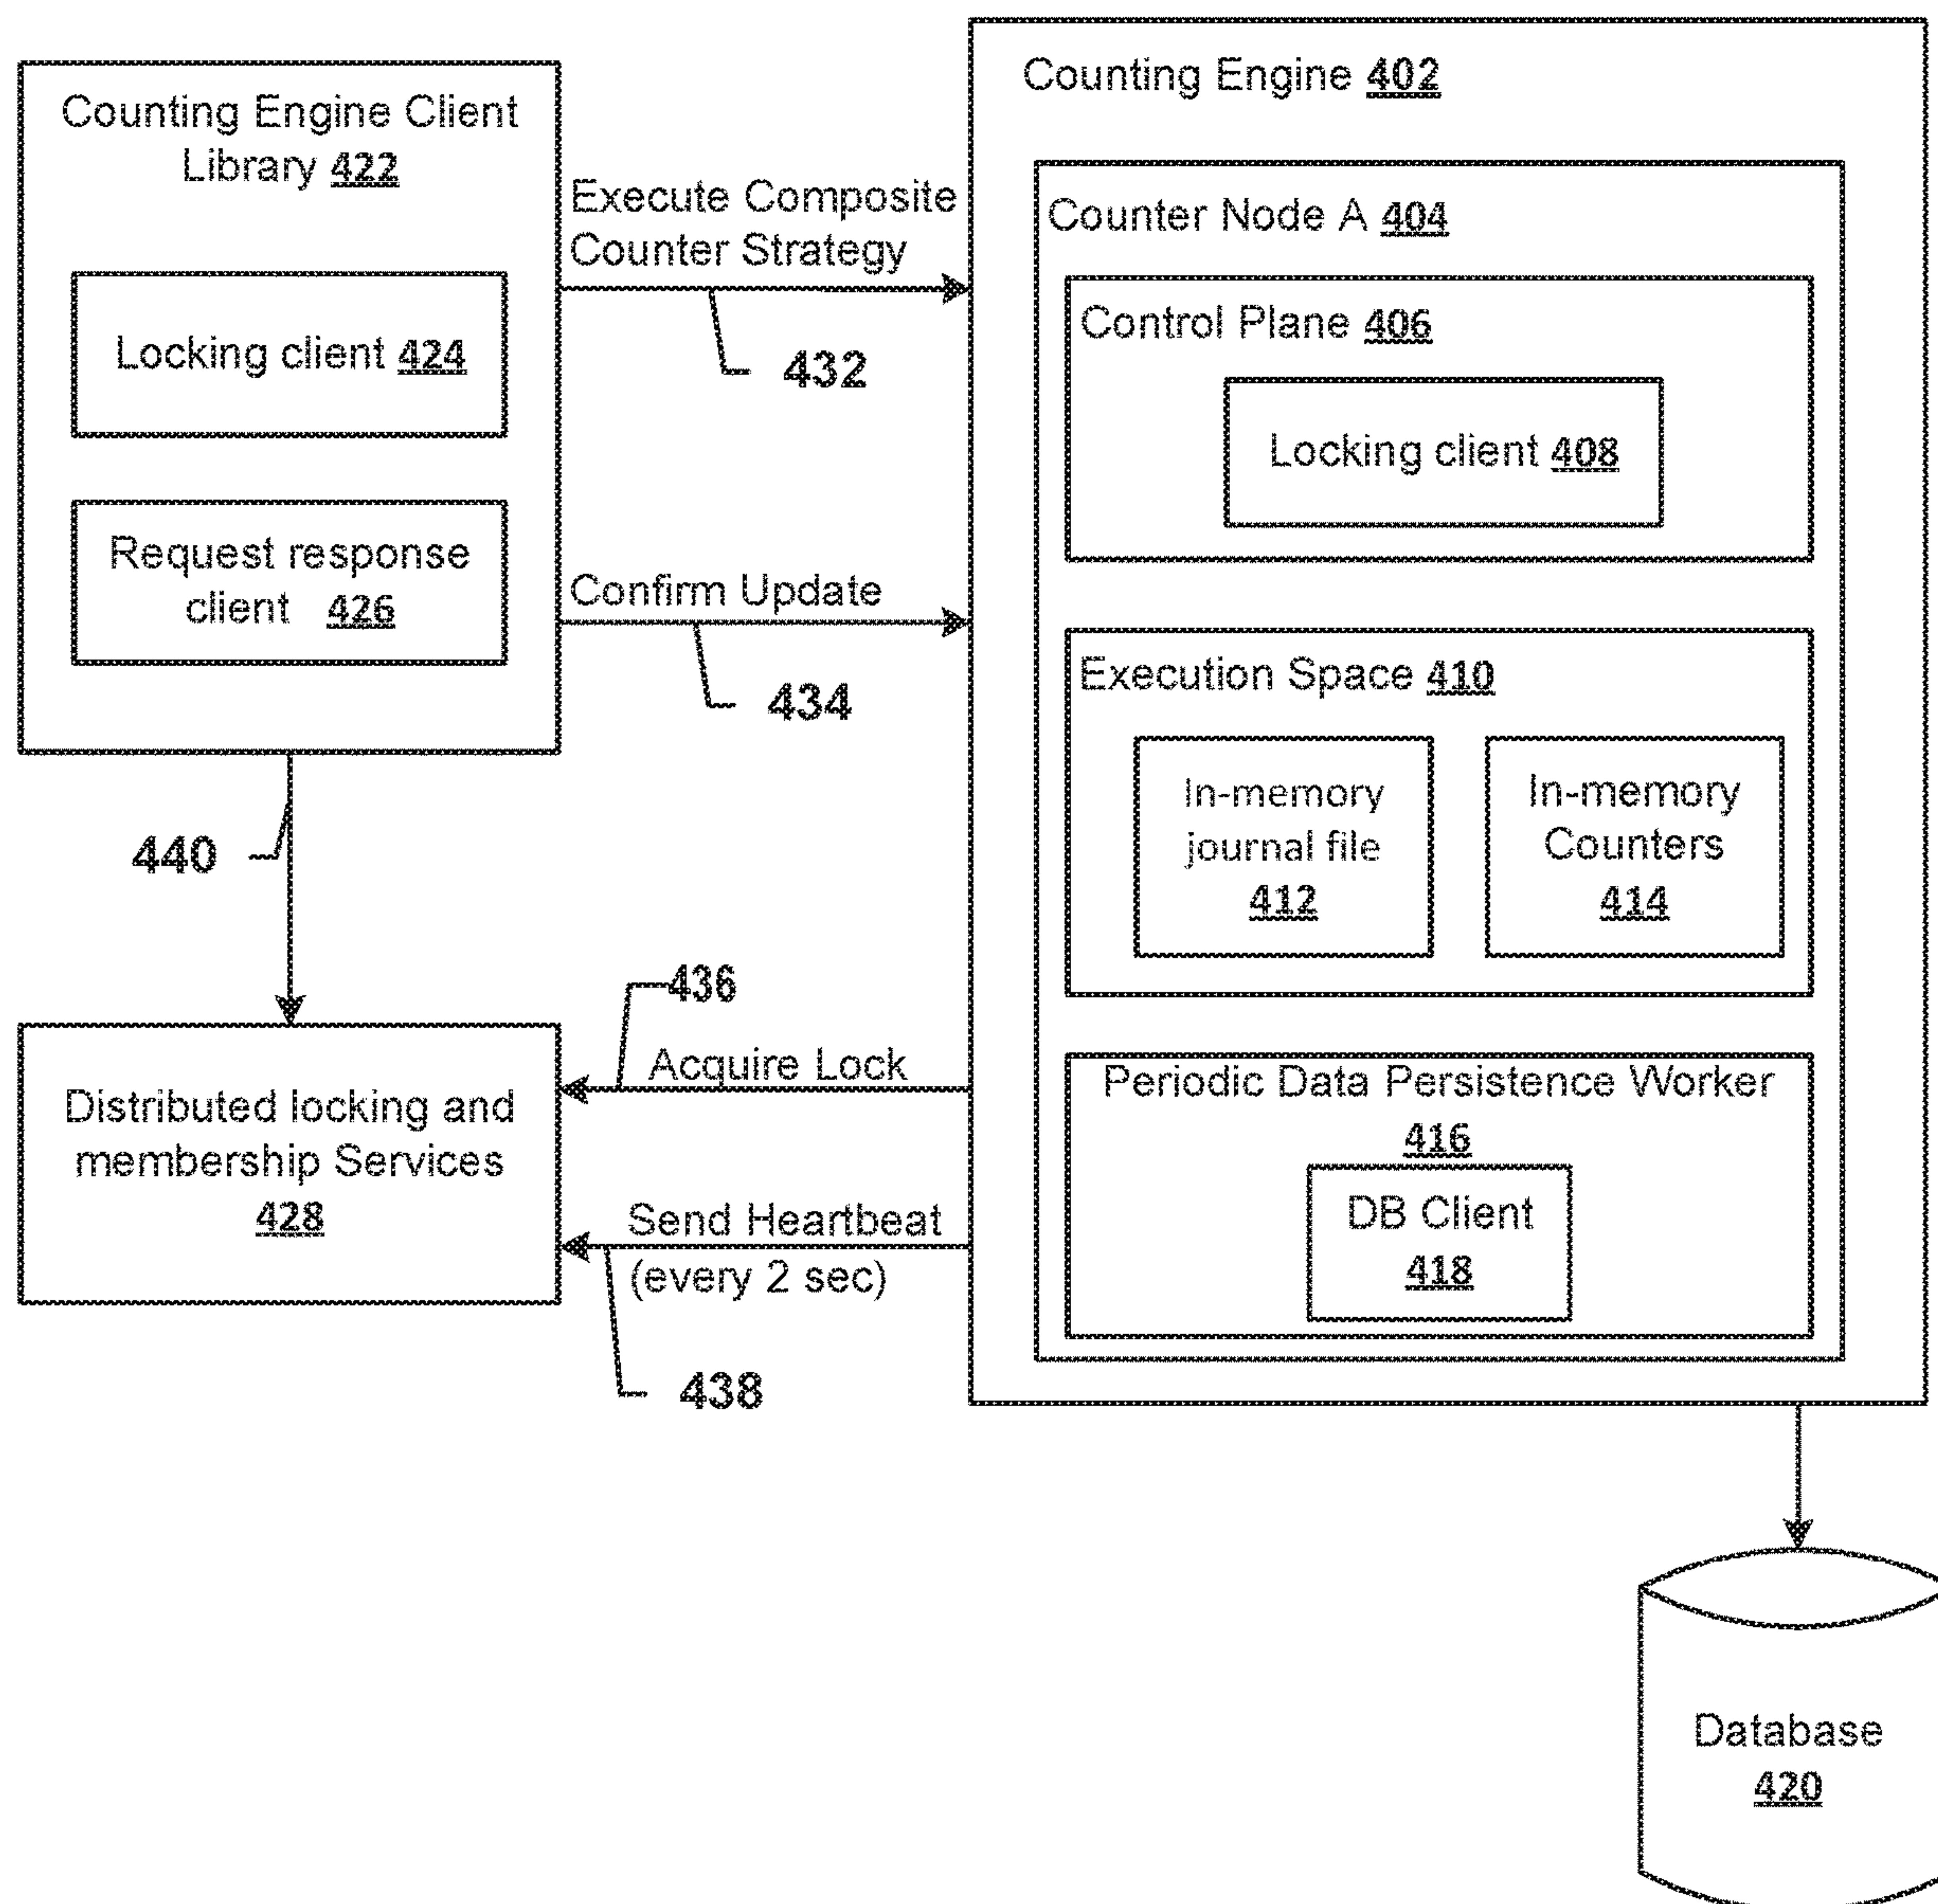 Counting Engine Client
Library 422
Locking client 424
Request response
client 426
Execute Composite
Counter Strategy
432
Confirm Update
434
440
Distributed locking and
membership Services
428
436
Acquire Lock
Send Heartbeat
(every 2 sec)
438
Counting Engine 402
Counter Node A 404
Control Plane 406
Locking client 408
Execution Space 410
In-memory
journal file
412
In-memory
Counters
414
Periodic Data Persistence Worker
416
DB Client
418
Database
420